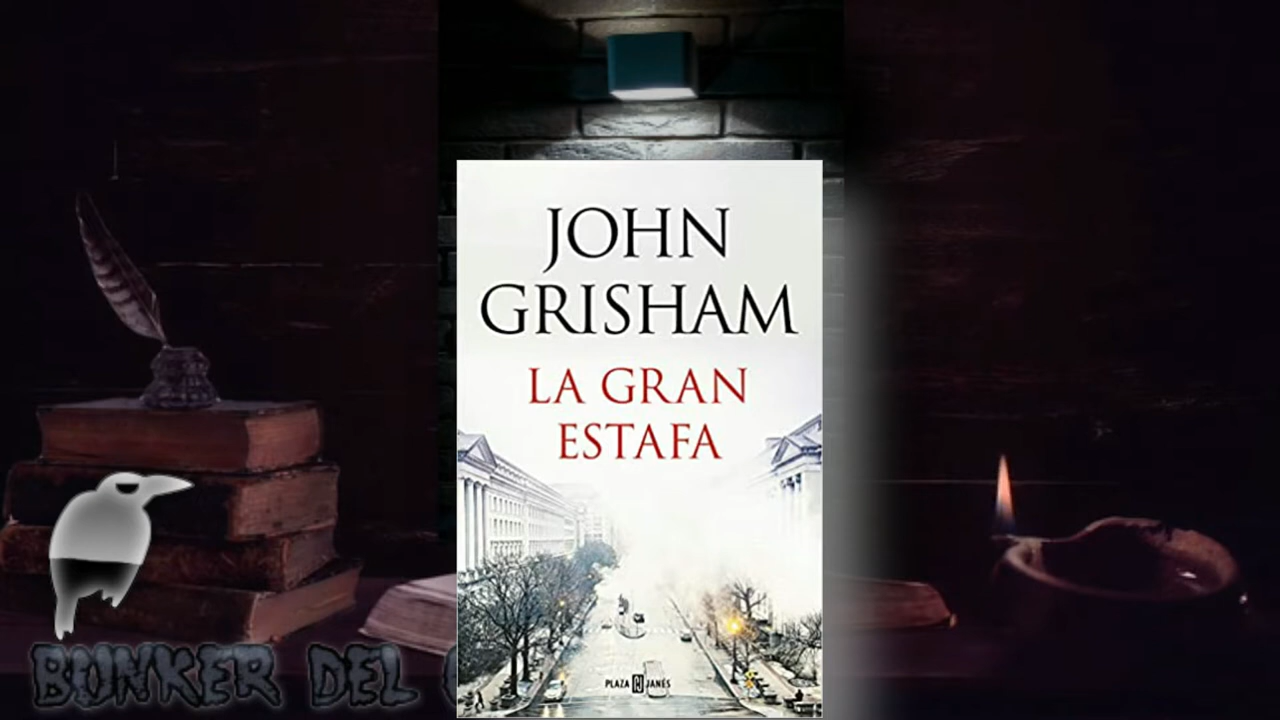 JOHN
GRISHAM
LA GRAN
ESTAFA
PLAZA JANÉS
BUNKER DEL